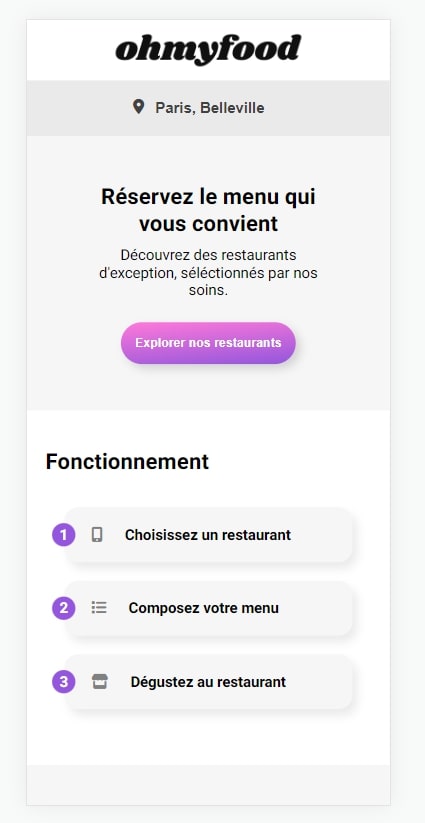 ohmyfood
Paris, Belleville
Réservez le menu qui
vous convient
Découvrez des restaurants
d'exception, séléctionnés par nos
soins.
Explorer nos restaurants
Fonctionnement
1 Choisissez un restaurant
2 Composez votre menu
3 Dégustez au restaurant